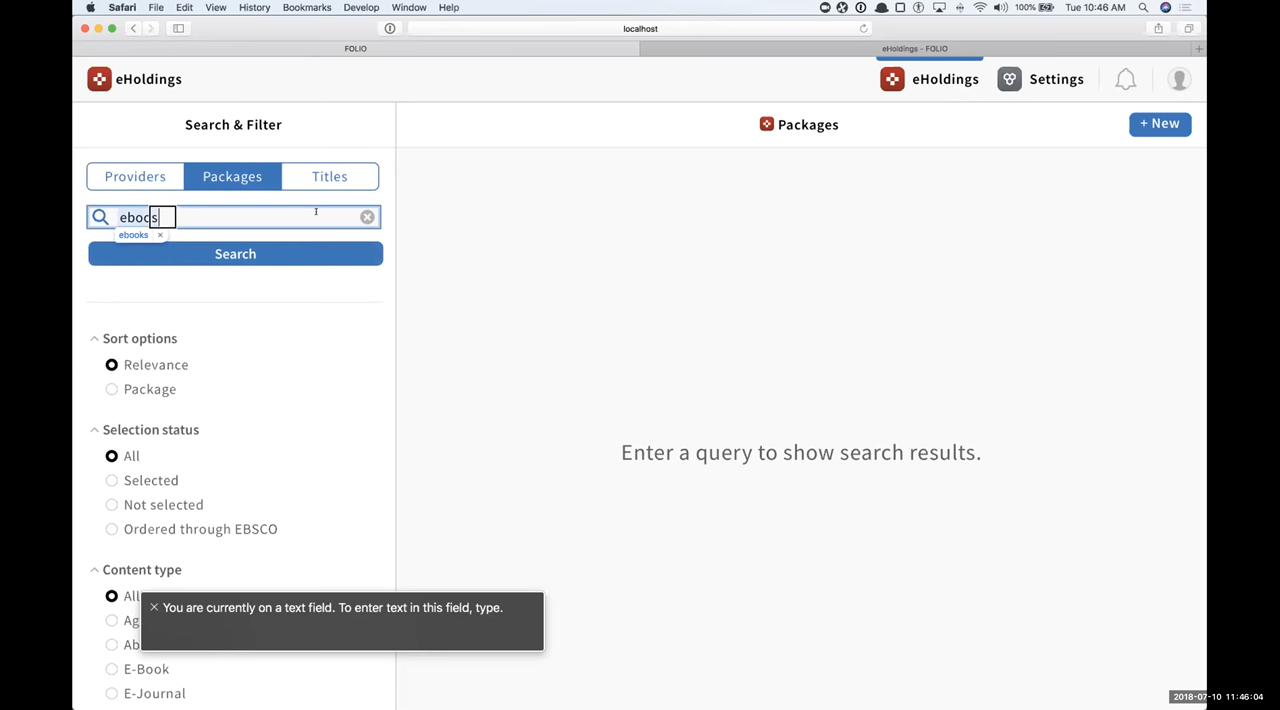 Safari File Edit View History Bookmarks Develop Window Help 100% Tue 10:46 AM
localhost
FOLIO eHoldings - FOLIO +
eHoldings eHoldings Settings
Search & Filter Packages + New
Providers Packages Titles
ebocs
ebooks ×
Search
Sort options
Relevance
Package
Enter a query to show search results.
Selection status
All
Selected
Not selected
Ordered through EBSCO
Content type
All
Ag
Ab
E-Book
E-Journal
× You are currently on a text field. To enter text in this field, type.
2018-07-10 11:46:04